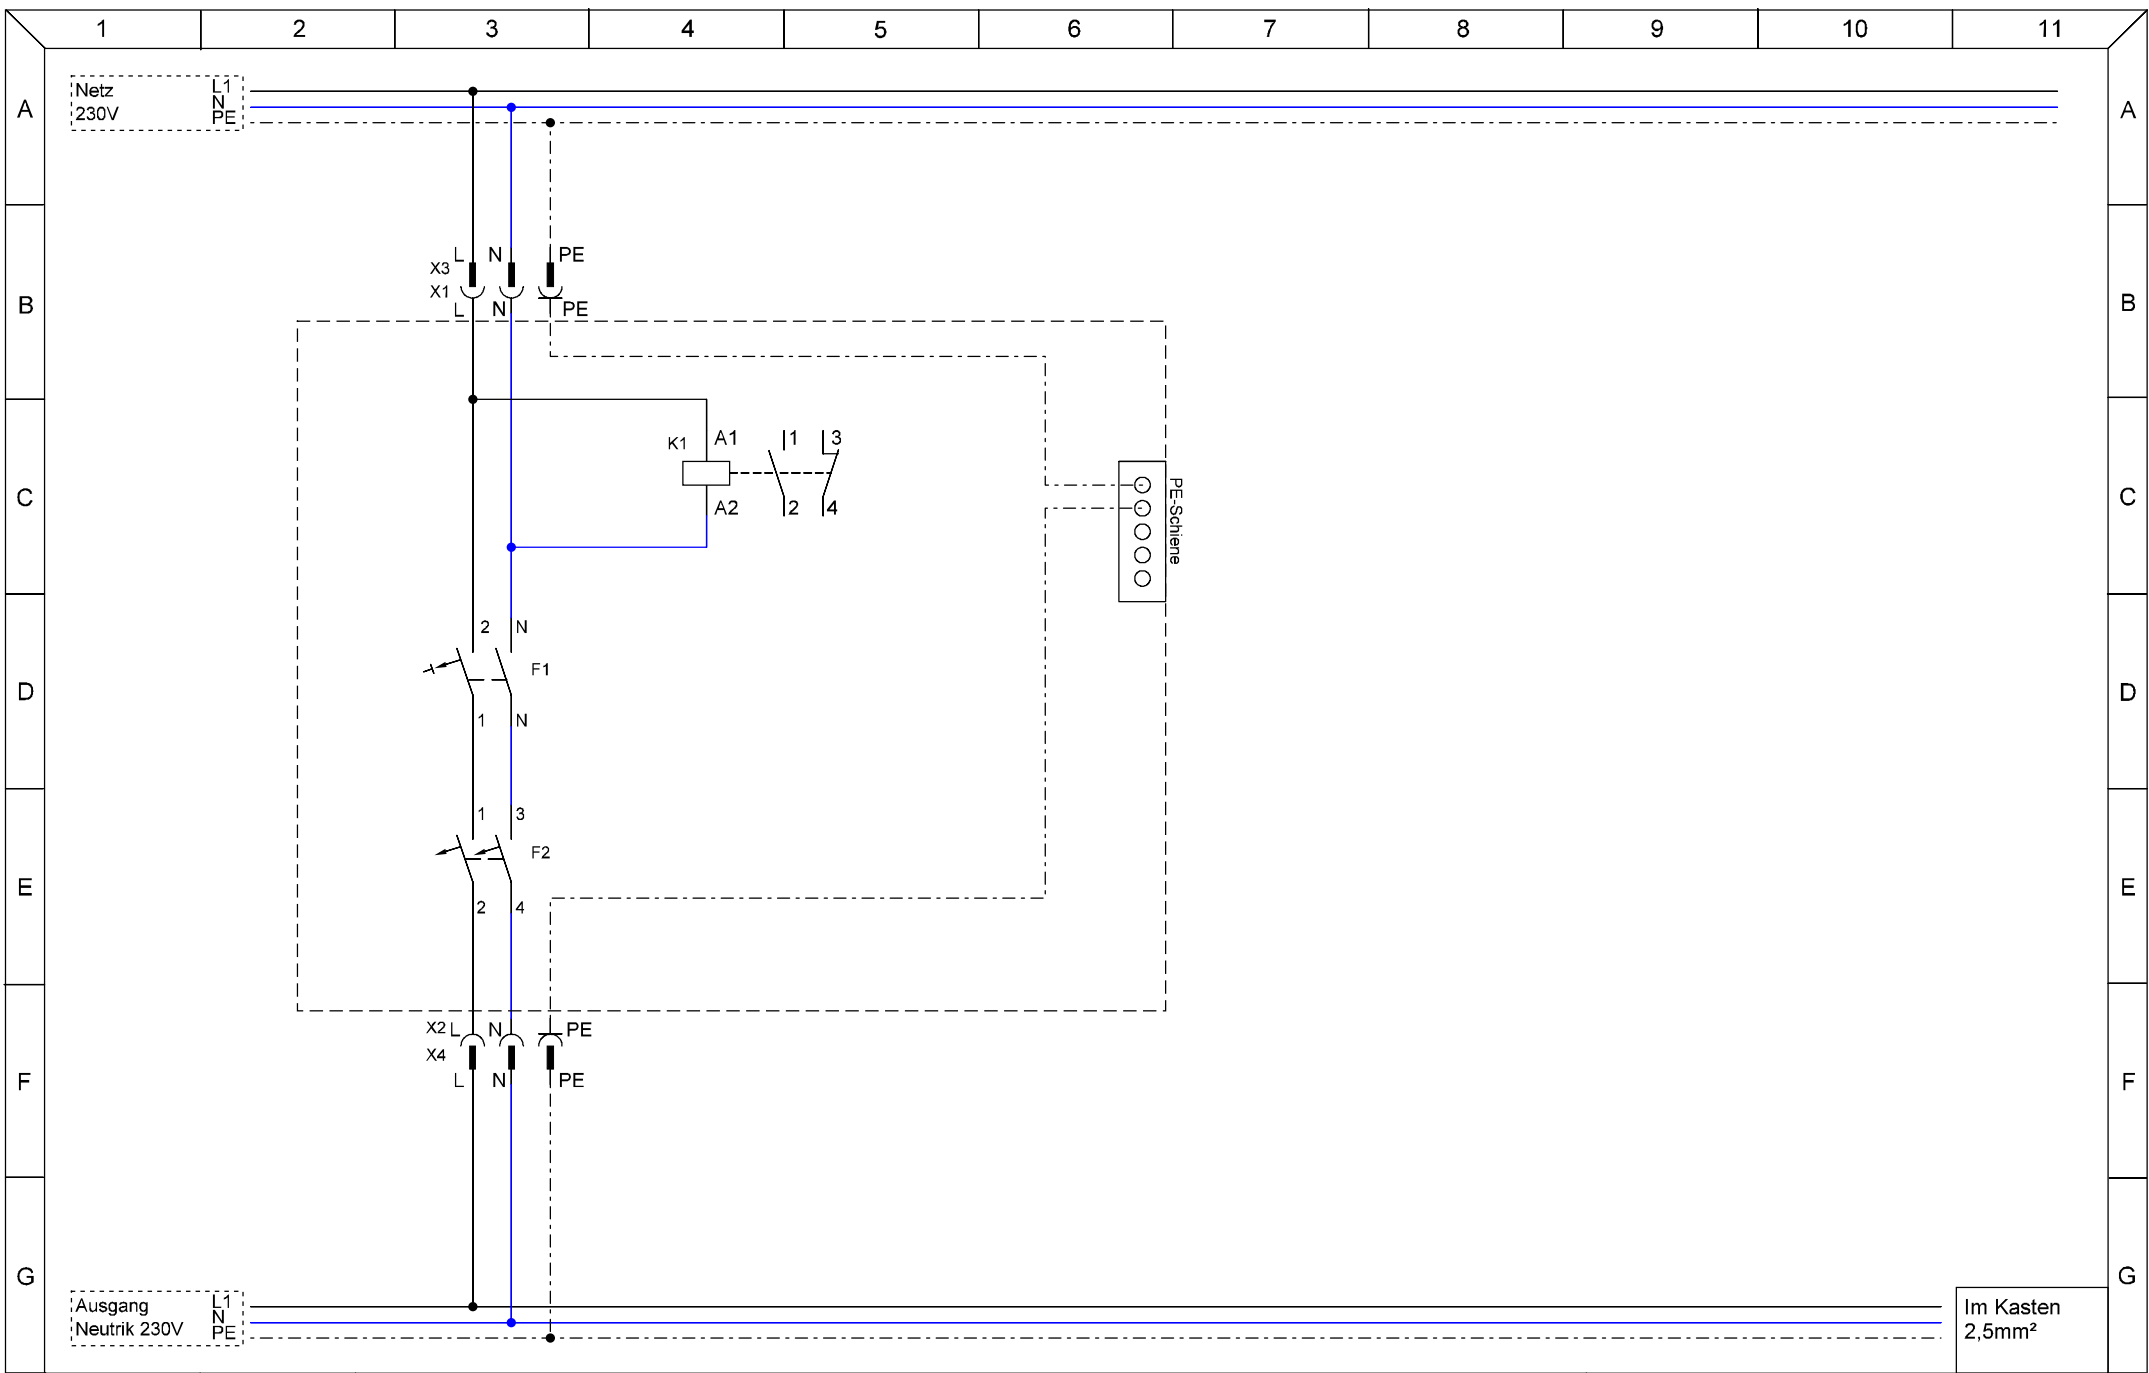 1 2 3 4 5 6 7 8 9 10 11
A A
Netz L1
N
230V PE
L N PE
X3
X1
L N PE
B B
K1 A1 1 3
A2 2 4
PE-Schiene
C C
2 N
F1
1 N
D D
1 3
F2
2 4
E E
X2 L N PE
X4
L N PE
F F
G G
Ausgang L1
N
Neutrik 230V PE
Im Kasten
2,5mm²